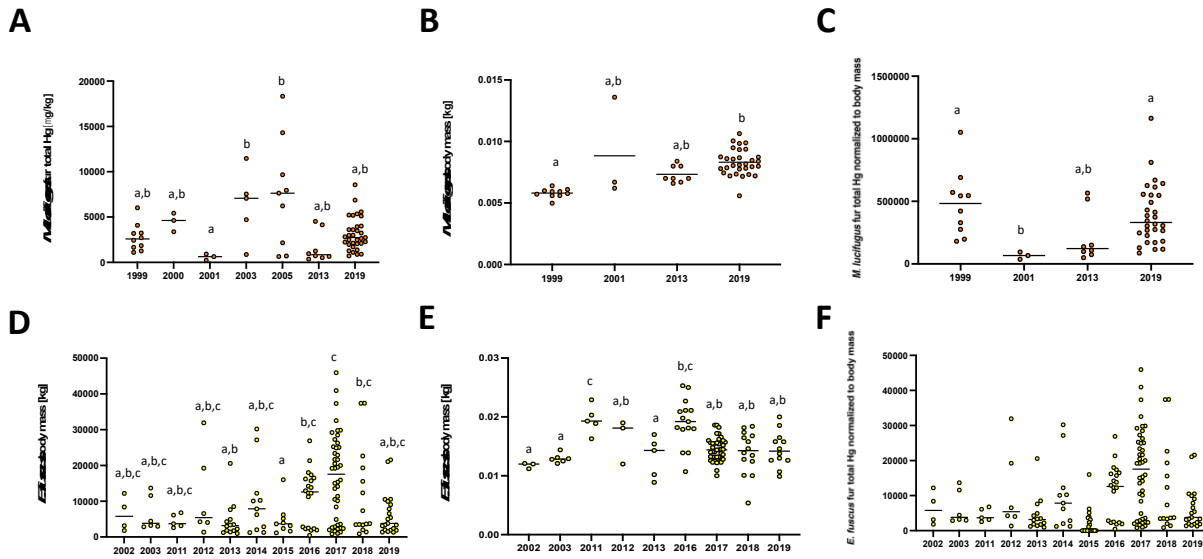 A
fur total Hg [mg/kg]
20000
15000
10000
5000
0
a,b
a,b
a
b
b
a,b
a,b
1999 2000 2001 2003 2005 2013 2019
B
body mass [kg]
0.015
0.010
0.005
0.000
a
a,b
a,b
b
1999 2001 2013 2019
C
M. lucifugus fur total Hg normalized to body mass
1500000
1000000
500000
0
a
b
a,b
a
1999 2001 2013 2019
D
body mass [kg]
50000
40000
30000
20000
10000
0
a,b,c
a,b,c
a,b,c
a,b,c
a,b
a,b,c
a
b,c
c
b,c
a,b,c
2002 2003 2011 2012 2013 2014 2015 2016 2017 2018 2019
E
body mass [kg]
0.03
0.02
0.01
0.00
a
a
c
a,b
a
b,c
a,b
a,b
a,b
2002 2003 2011 2012 2013 2016 2017 2018 2019
F
E. fuscus fur total Hg normalized to body mass
50000
40000
30000
20000
10000
0
2002 2003 2011 2012 2013 2014 2015 2016 2017 2018 2019